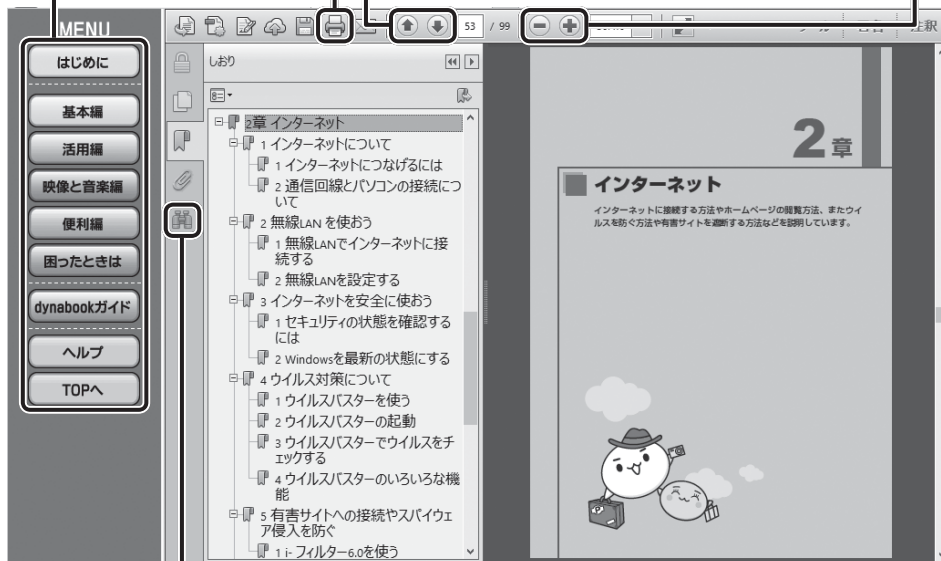 MENU
はじめに
基本編
活用編
映像と音楽編
便利編
困ったときは
dynabookガイド
ヘルプ
TOPへ
53 / 99
しおり
2章 インターネット
1 インターネットについて
1 インターネットにつなげるには
2 通信回線とパソコンの接続につ
いて
2 無線LAN を使おう
1 無線LANでインターネットに接
続する
2 無線LANを設定する
3 インターネットを安全に使おう
1 セキュリティの状態を確認する
には
2 Windowsを最新の状態にする
4 ウイルス対策について
1 ウイルスバスターを使う
2 ウイルスバスターの起動
3 ウイルスバスターでウイルスをチ
ェックする
4 ウイルスバスターのいろいろな機
能
5 有害サイトへの接続やスパイウェ
ア侵入を防ぐ
1 i- フィルター6.0を使う
注釈
2章
インターネット
インターネットに接続する方法やホームページの閲覧方法、またウイ
ルスを防ぐ方法や有害サイトを遮断する方法などを説明しています。